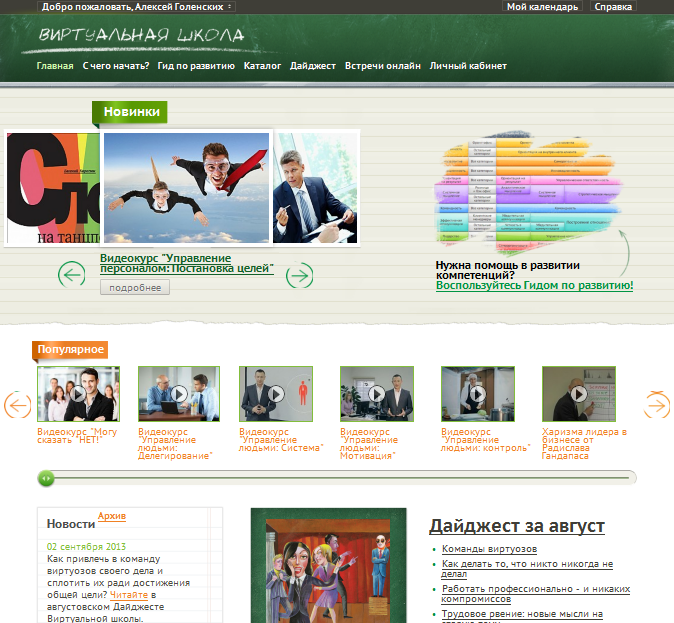 Добро пожаловать, Алексей Голенских
Мой календарь
Справка
ВИРТУАЛЬНАЯ ШКОЛА
Главная
С чего начать?
Гид по развитию
Каталог
Дайджест
Встречи онлайн
Личный кабинет
Новинки
на танцпо
Видеокурс "Управление
персоналом: Постановка целей"
подробнее
Нужна помощь в развитии
компетенций?
Воспользуйтесь Гидом по развитию!
Популярное
Видеокурс "Могу
сказать "НЕТ!"
Видеокурс
"Управление
людьми:
Делегирование"
Видеокурс
"Управление
людьми: Система"
Видеокурс
"Управление
людьми:
Мотивация"
Видеокурс
"Управление
людьми: контроль"
Харизма лидера в
бизнесе от
Радислава
Гандапаса
Новости
Архив
02 сентября 2013
Как привлечь в команду
виртуозов своего дела и
сплотить их ради достижения
общей цели? Читайте в
августовском Дайджесте
Виртуальной школы.
Дайджест за август
Команды виртуозов
Как делать то, что никто никогда не
делал
Работать профессионально - и никаких
компромиссов
Трудовое рвение: новые мысли на